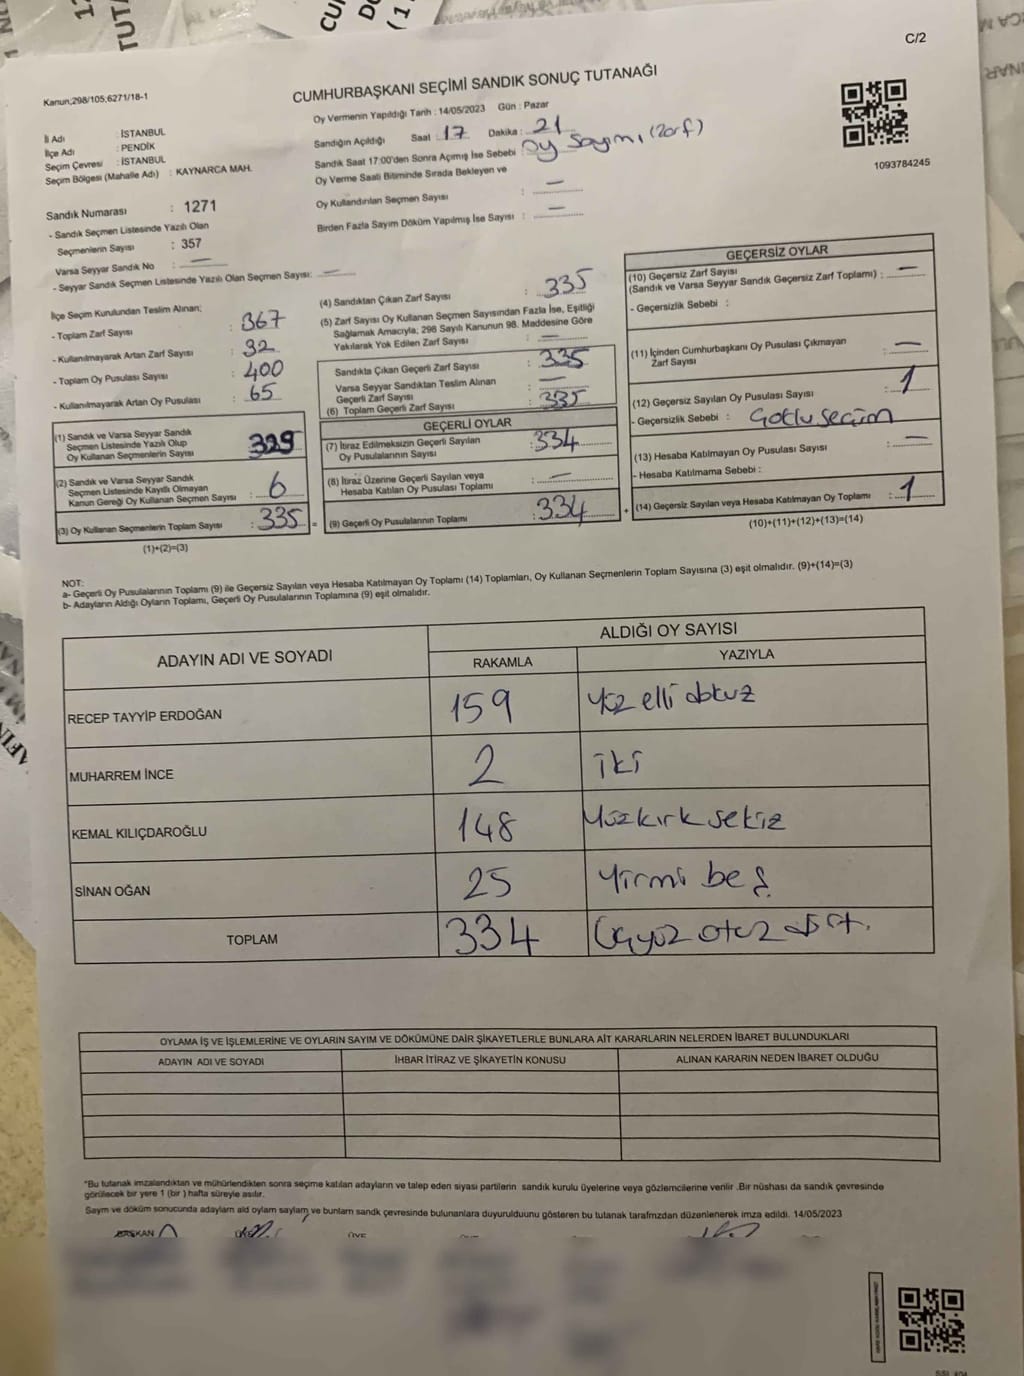 C/2
Kanun;298/105;6271/18-1
CUMHURBAŞKANI SEÇİMİ SANDIK SONUÇ TUTANAĞI
Oy Vermenin Yapıldığı Tarih : 14/05/2023 Gün : Pazar
İl Adı : İSTANBUL
İlçe Adı : PENDİK
Seçim Çevresi : İSTANBUL
Seçim Bölgesi (Mahalle Adı) : KAYNARCA MAH.
Sandığın Açıldığı Saat : 17 Dakika : 21
Sandık Saat 17:00'den Sonra Açımış İse Sebebi Oy Sayımı (Zarf)
Oy Verme Saati Bitiminde Sırada Bekleyen ve
Oy Kullandırılan Seçmen Sayısı : —
Birden Fazla Sayım Döküm Yapılmış İse Sayısı : —
1093784245
Sandık Numarası : 1271
- Sandık Seçmen Listesinde Yazılı Olan
Seçmenlerin Sayısı : 357
Varsa Seyyar Sandık No : —
- Seyyar Sandık Seçmen Listesinde Yazılı Olan Seçmen Sayısı: —
İlçe Seçim Kurulundan Teslim Alınan;
- Toplam Zarf Sayısı : 367
- Kullanılmayarak Artan Zarf Sayısı : 32
- Toplam Oy Pusulası Sayısı : 400
- Kullanılmayarak Artan Oy Pusulası : 65
(1) Sandık ve Varsa Seyyar Sandık
Seçmen Listesinde Yazılı Olup
Oy Kullanan Seçmenlerin Sayısı 329
(2) Sandık ve Varsa Seyyar Sandık
Seçmen Listesinde Kayıtlı Olmayan
Kanun Gereği Oy Kullanan Seçmen Sayısı : 6
(3) Oy Kullanan Seçmenlerin Toplam Sayısı : 335 =
(1)+(2)=(3)
(4) Sandıktan Çıkan Zarf Sayısı : 335
(5) Zarf Sayısı Oy Kullanan Seçmen Sayısından Fazla İse, Eşitliği
Sağlamak Amacıyla; 298 Sayılı Kanunun 98. Maddesine Göre
Yakılarak Yok Edilen Zarf Sayısı : —
Sandıkta Çıkan Geçerli Zarf Sayısı : 335
Varsa Seyyar Sandıktan Teslim Alınan
Geçerli Zarf Sayısı : —
(6) Toplam Geçerli Zarf Sayısı : 335
GEÇERLİ OYLAR
(7) İtiraz Edilmeksizin Geçerli Sayılan
Oy Pusulalarının Sayısı : 334
(8) İtiraz Üzerine Geçerli Sayılan veya
Hesaba Katılan Oy Pusulası Toplamı : —
(9) Geçerli Oy Pusulalarının Toplamı : 334 +
GEÇERSİZ OYLAR
(10) Geçersiz Zarf Sayısı
(Sandık ve Varsa Seyyar Sandık Geçersiz Zarf Toplamı) : —
- Geçersizlik Sebebi :
(11) İçinden Cumhurbaşkanı Oy Pusulası Çıkmayan
Zarf Sayısı : —
(12) Geçersiz Sayılan Oy Pusulası Sayısı : 1
- Geçersizlik Sebebi : Çoklu seçim
(13) Hesaba Katılmayan Oy Pusulası Sayısı : —
- Hesaba Katılmama Sebebi :
(14) Geçersiz Sayılan veya Hesaba Katılmayan Oy Toplamı : 1
(10)+(11)+(12)+(13)=(14)
NOT:
a- Geçerli Oy Pusulalarının Toplamı (9) ile Geçersiz Sayılan veya Hesaba Katılmayan Oy Toplamı (14) Toplamları, Oy Kullanan Seçmenlerin Toplam Sayısına (3) eşit olmalıdır. (9)+(14)=(3)
b- Adayların Aldığı Oyların Toplamı, Geçerli Oy Pusulalarının Toplamına (9) eşit olmalıdır.
ADAYIN ADI VE SOYADI ALDIĞI OY SAYISI
RAKAMLA YAZIYLA
RECEP TAYYİP ERDOĞAN 159 Yüz elli dokuz
MUHARREM İNCE 2 iki
KEMAL KILIÇDAROĞLU 148 Yüzkırk sekiz
SİNAN OĞAN 25 Yirmi beş
TOPLAM 334 Üçyüz otuz dört.
OYLAMA İŞ VE İŞLEMLERİNE VE OYLARIN SAYIM VE DÖKÜMÜNE DAİR ŞİKAYETLERLE BUNLARA AİT KARARLARIN NELERDEN İBARET BULUNDUKLARI
ADAYIN ADI VE SOYADI İHBAR İTİRAZ VE ŞİKAYETİN KONUSU ALINAN KARARIN NEDEN İBARET OLDUĞU
"Bu tutanak imzalandıktan ve mühürlendikten sonra seçime katılan adayların ve talep eden siyasi partilerin sandık kurulu üyelerine veya gözlemcilerine verilir .Bir nüshası da sandık çevresinde
görülecek bir yere 1 (bir ) hafta süreyle asılır.
Sayım ve döküm sonucunda adayların ald oyların sayları ve bunların sandık çevresinde bulunanlara duyurulduunu gösteren bu tutanak tarafmzdan düzenlenerek imza edildi. 14/05/2023
BAŞKAN
ÜYE